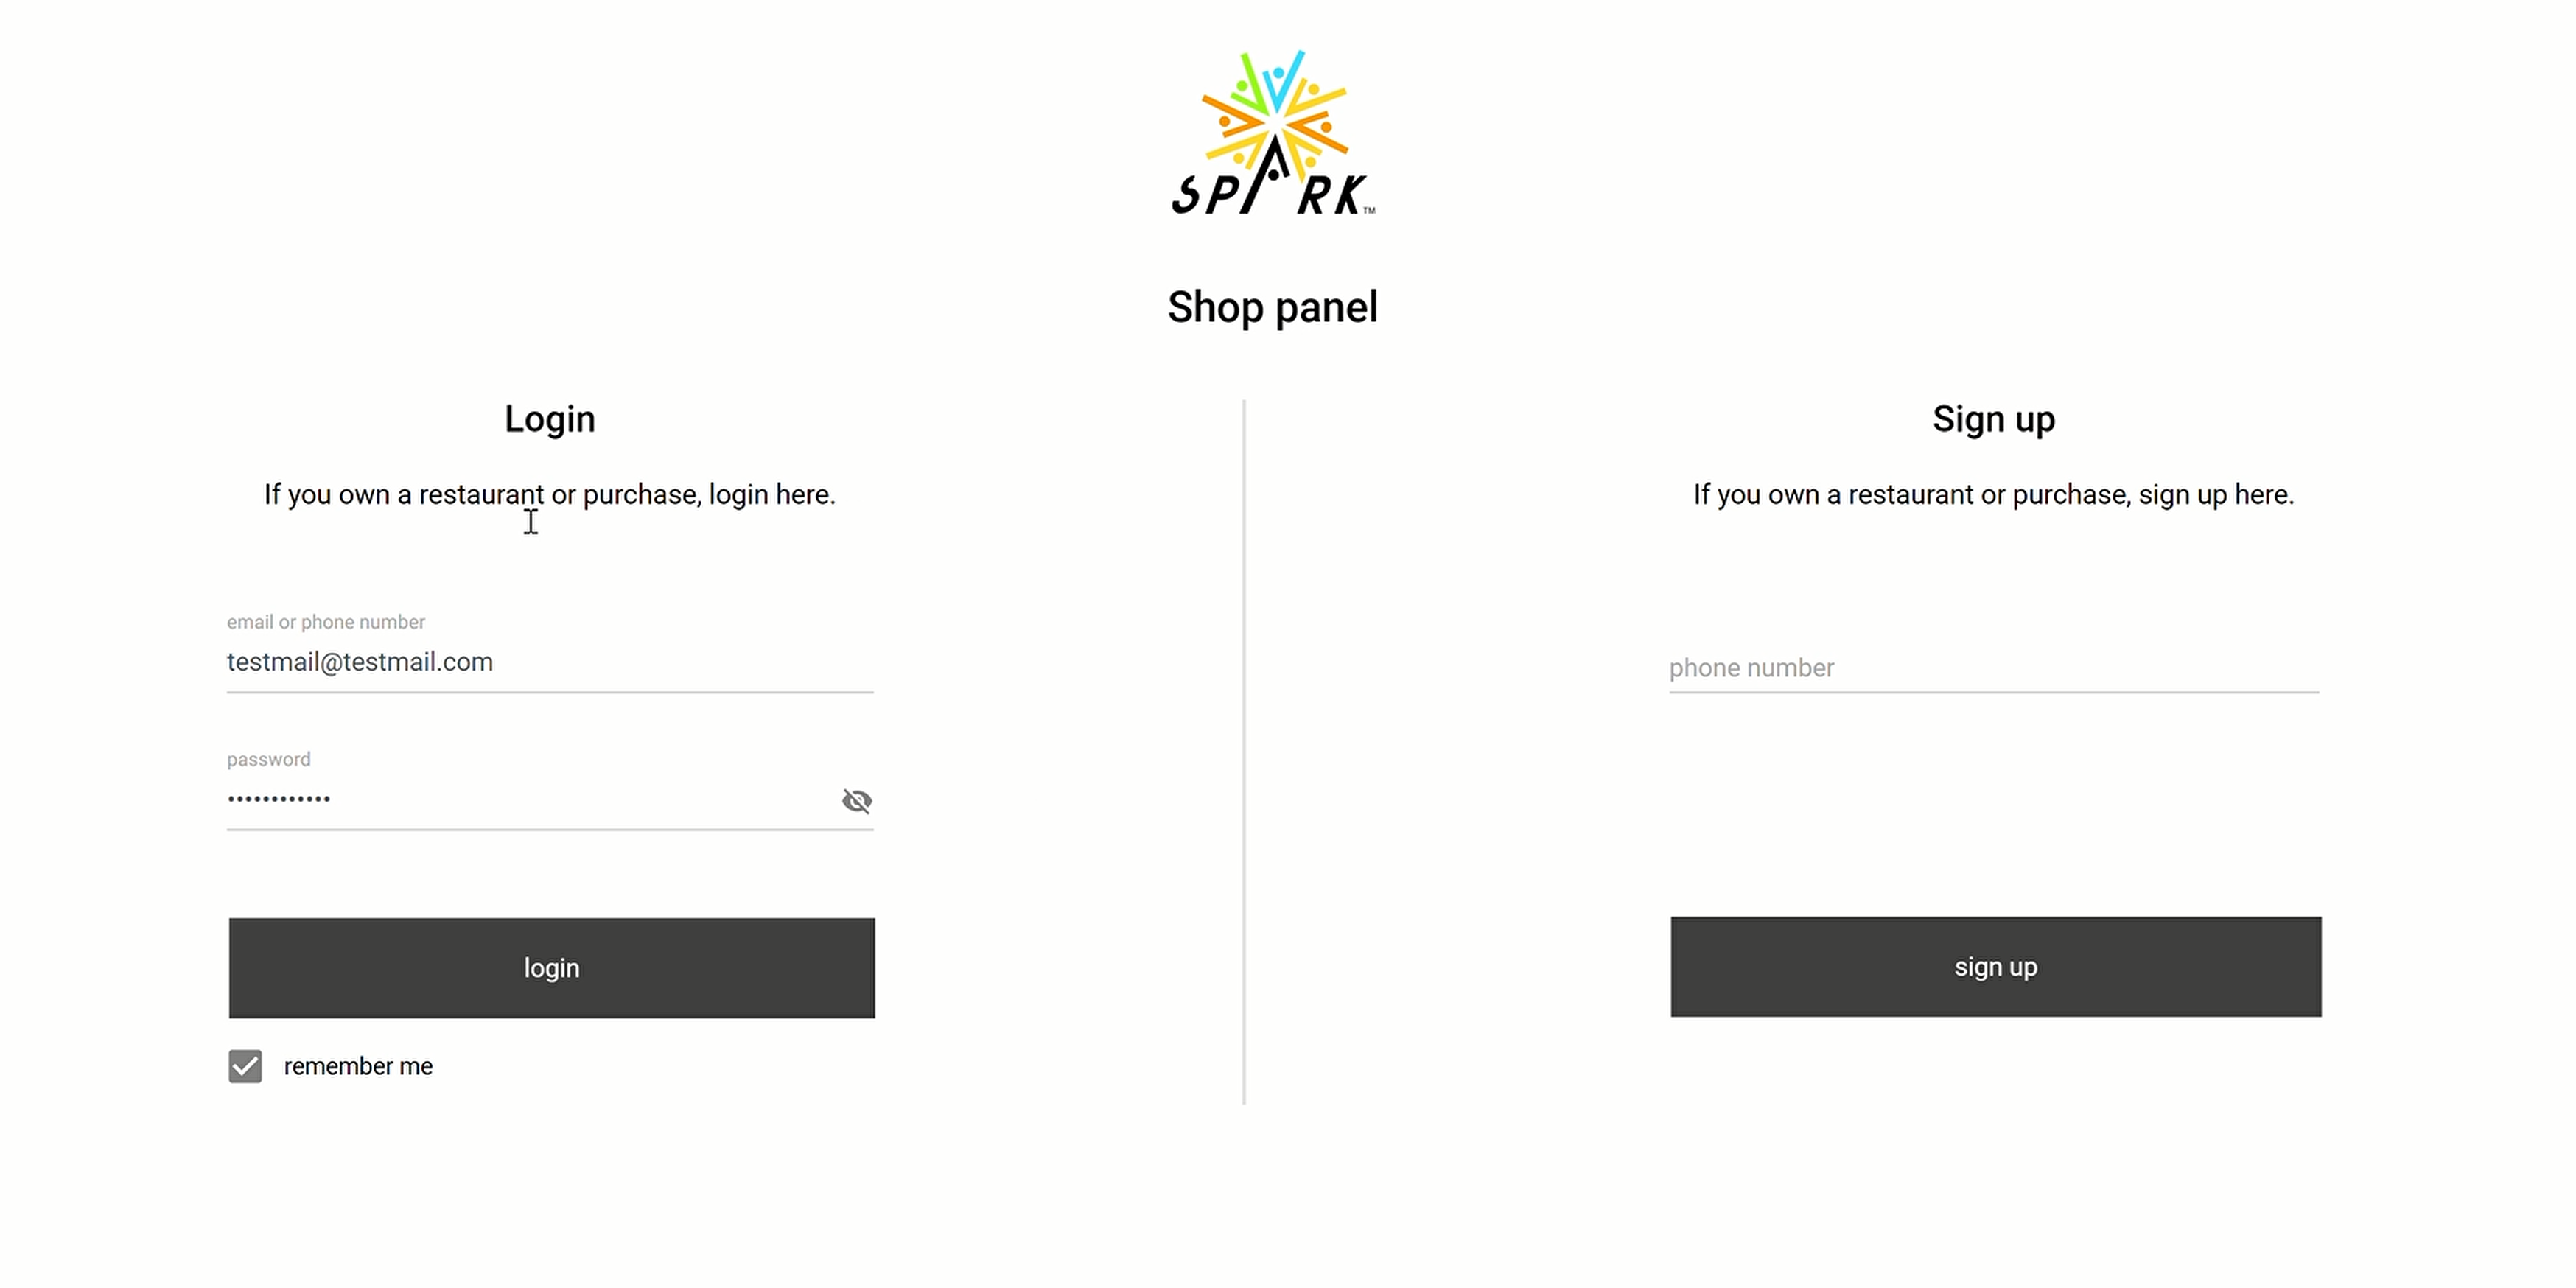 SPARK™
Shop panel
Login
If you own a restaurant or purchase, login here.
email or phone number
testmail@testmail.com
password
••••••••••••
login
remember me
Sign up
If you own a restaurant or purchase, sign up here.
phone number
sign up